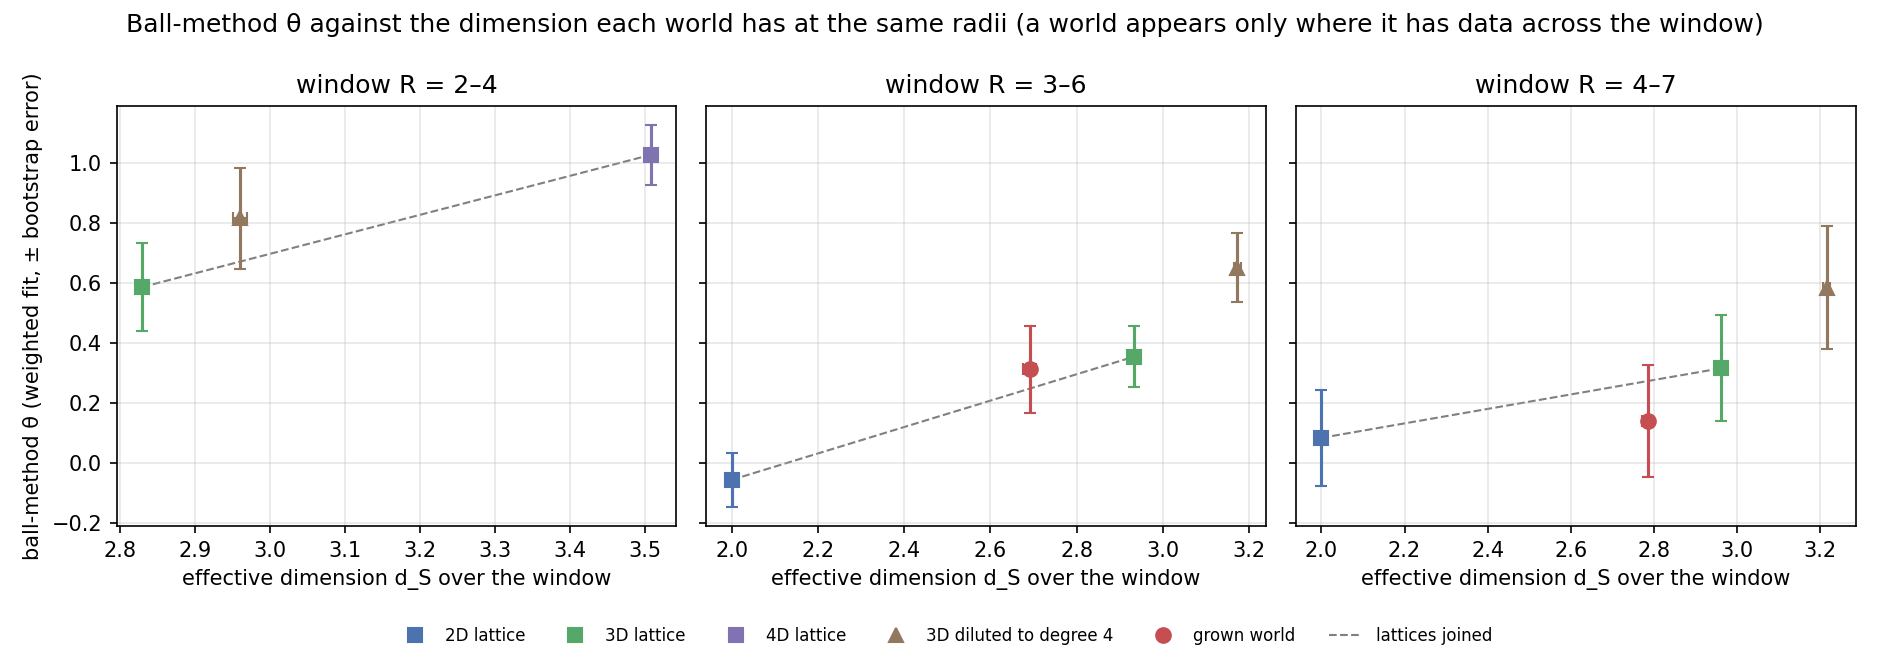 Ball-method θ against the dimension each world has at the same radii (a world appears only where it has data across the window)
window R = 2–4
window R = 3–6
window R = 4–7
ball-method θ (weighted fit, ± bootstrap error)
1.0
0.8
0.6
0.4
0.2
0.0
−0.2
2.8 2.9 3.0 3.1 3.2 3.3 3.4 3.5
2.0 2.2 2.4 2.6 2.8 3.0 3.2
2.0 2.2 2.4 2.6 2.8 3.0 3.2
effective dimension d_S over the window
effective dimension d_S over the window
effective dimension d_S over the window
2D lattice 3D lattice 4D lattice 3D diluted to degree 4 grown world lattices joined